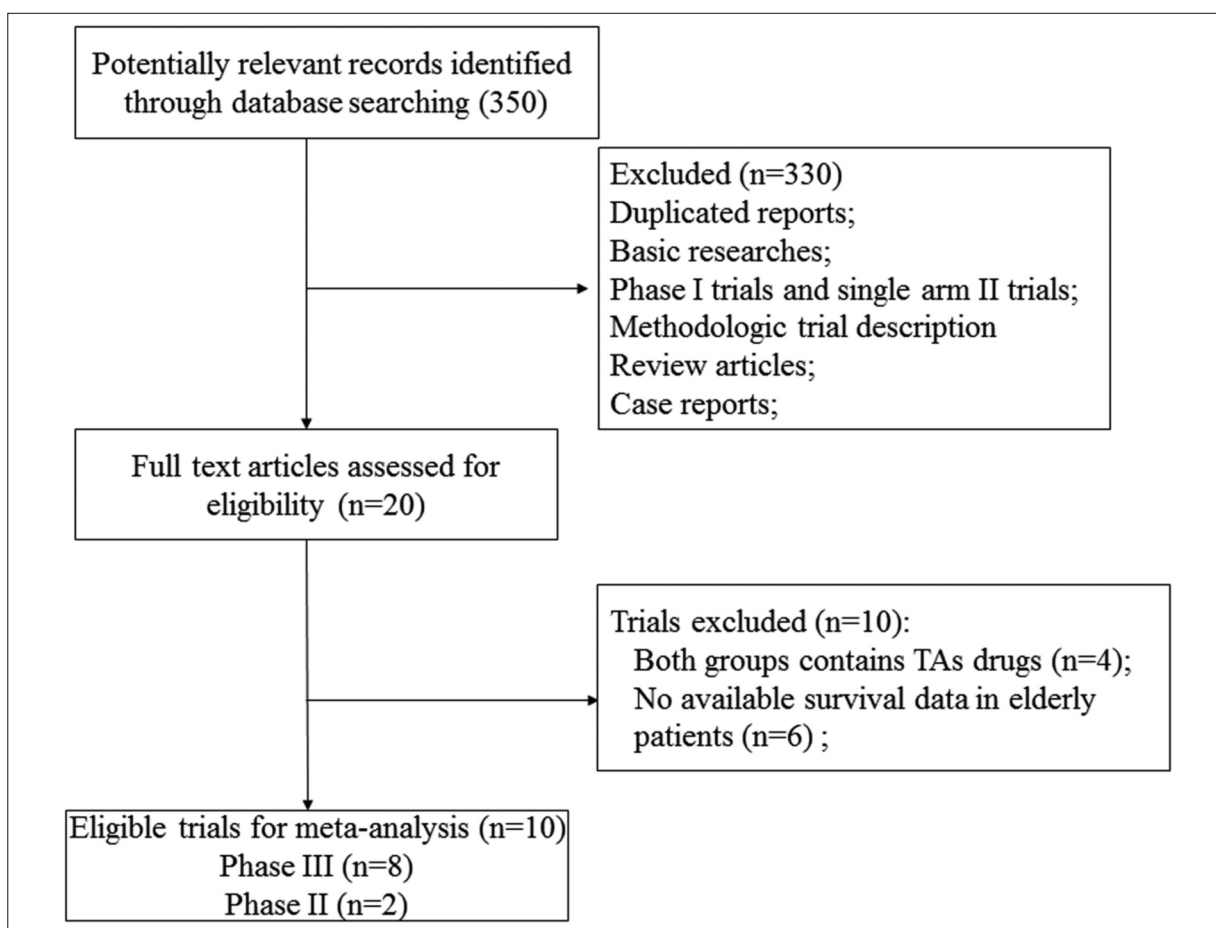 Potentially relevant records identified
through database searching (350)
Excluded (n=330)
Duplicated reports;
Basic researches;
Phase I trials and single arm II trials;
Methodologic trial description
Review articles;
Case reports;
Full text articles assessed for
eligibility (n=20)
Trials excluded (n=10):
Both groups contains TAs drugs (n=4);
No available survival data in elderly
patients (n=6) ;
Eligible trials for meta-analysis (n=10)
Phase III (n=8)
Phase II (n=2)